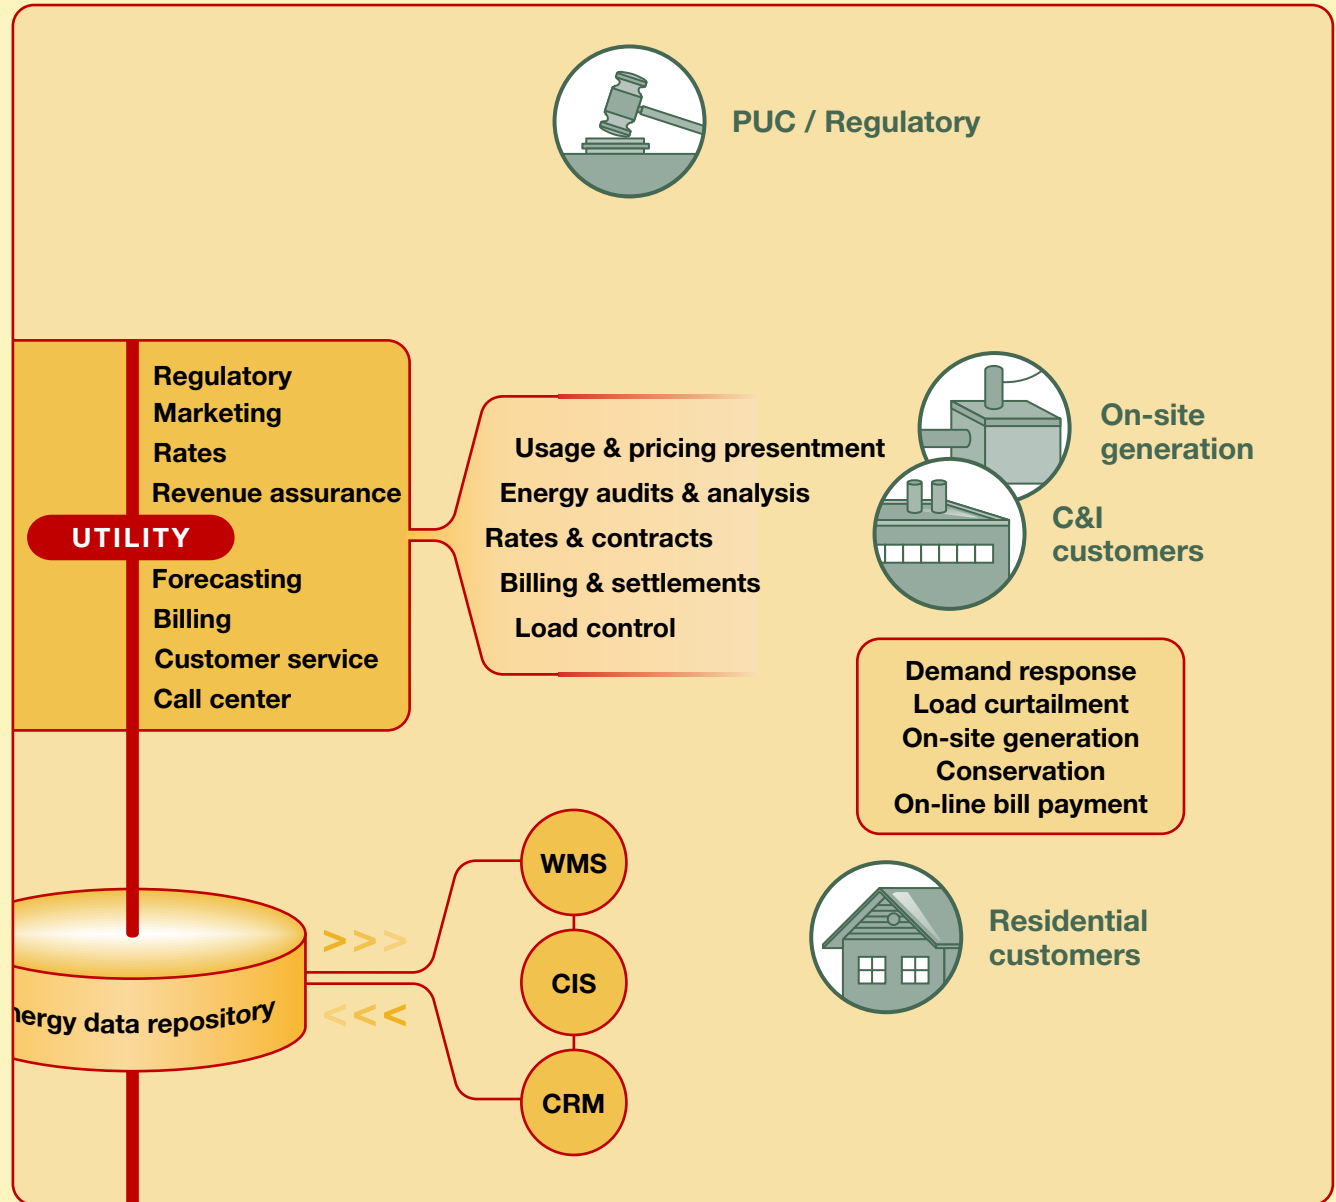 PUC / Regulatory
Regulatory
Marketing
Rates
Revenue assurance
UTILITY
Forecasting
Billing
Customer service
Call center
Usage & pricing presentment
Energy audits & analysis
Rates & contracts
Billing & settlements
Load control
On-site
generation
C&I
customers
Demand response
Load curtailment
On-site generation
Conservation
On-line bill payment
WMS
>>>
CIS
<<<
nergy data repository
CRM
Residential
customers